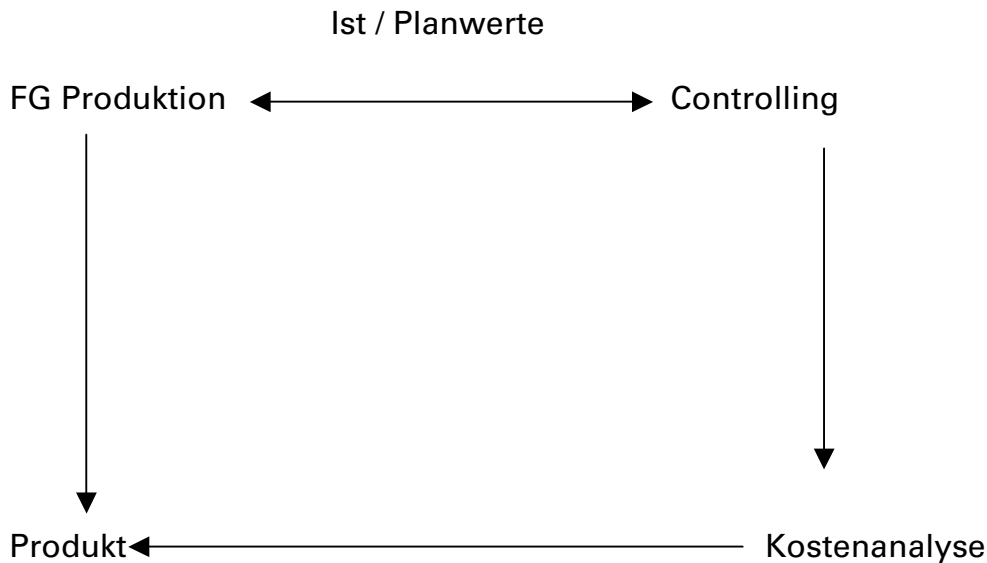 Ist / Planwerte
FG Produktion Controlling
Produkt Kostenanalyse